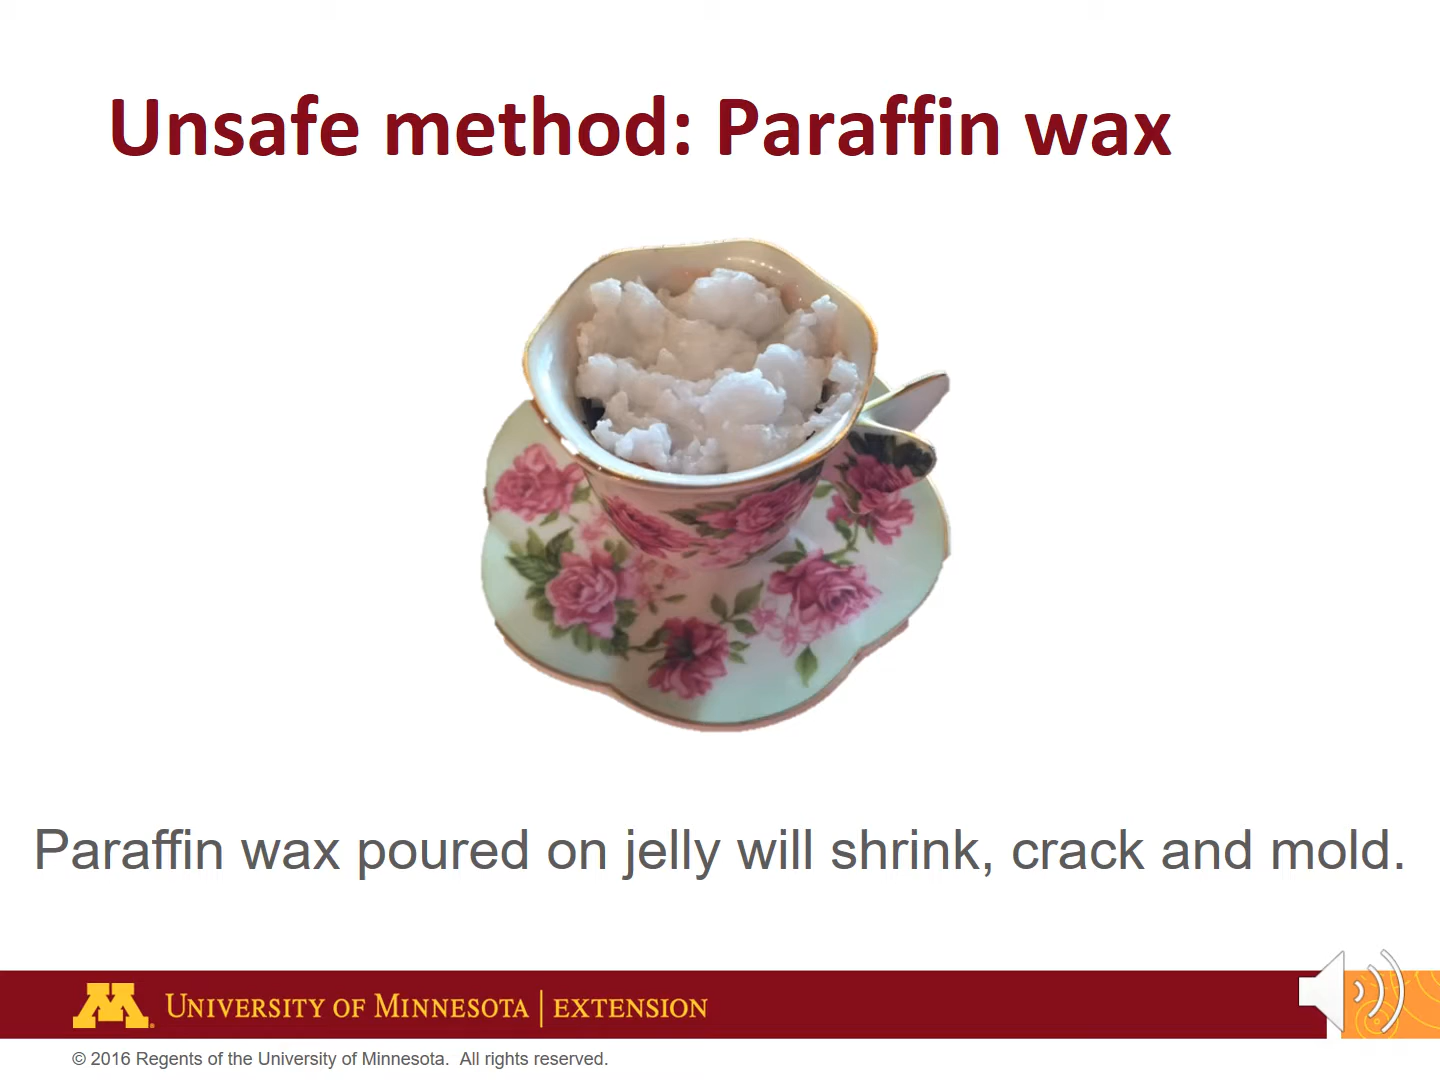 Unsafe method: Paraffin wax
Paraffin wax poured on jelly will shrink, crack and mold.
M
UNIVERSITY OF MINNESOTA | EXTENSION
© 2016 Regents of the University of Minnesota. All rights reserved.